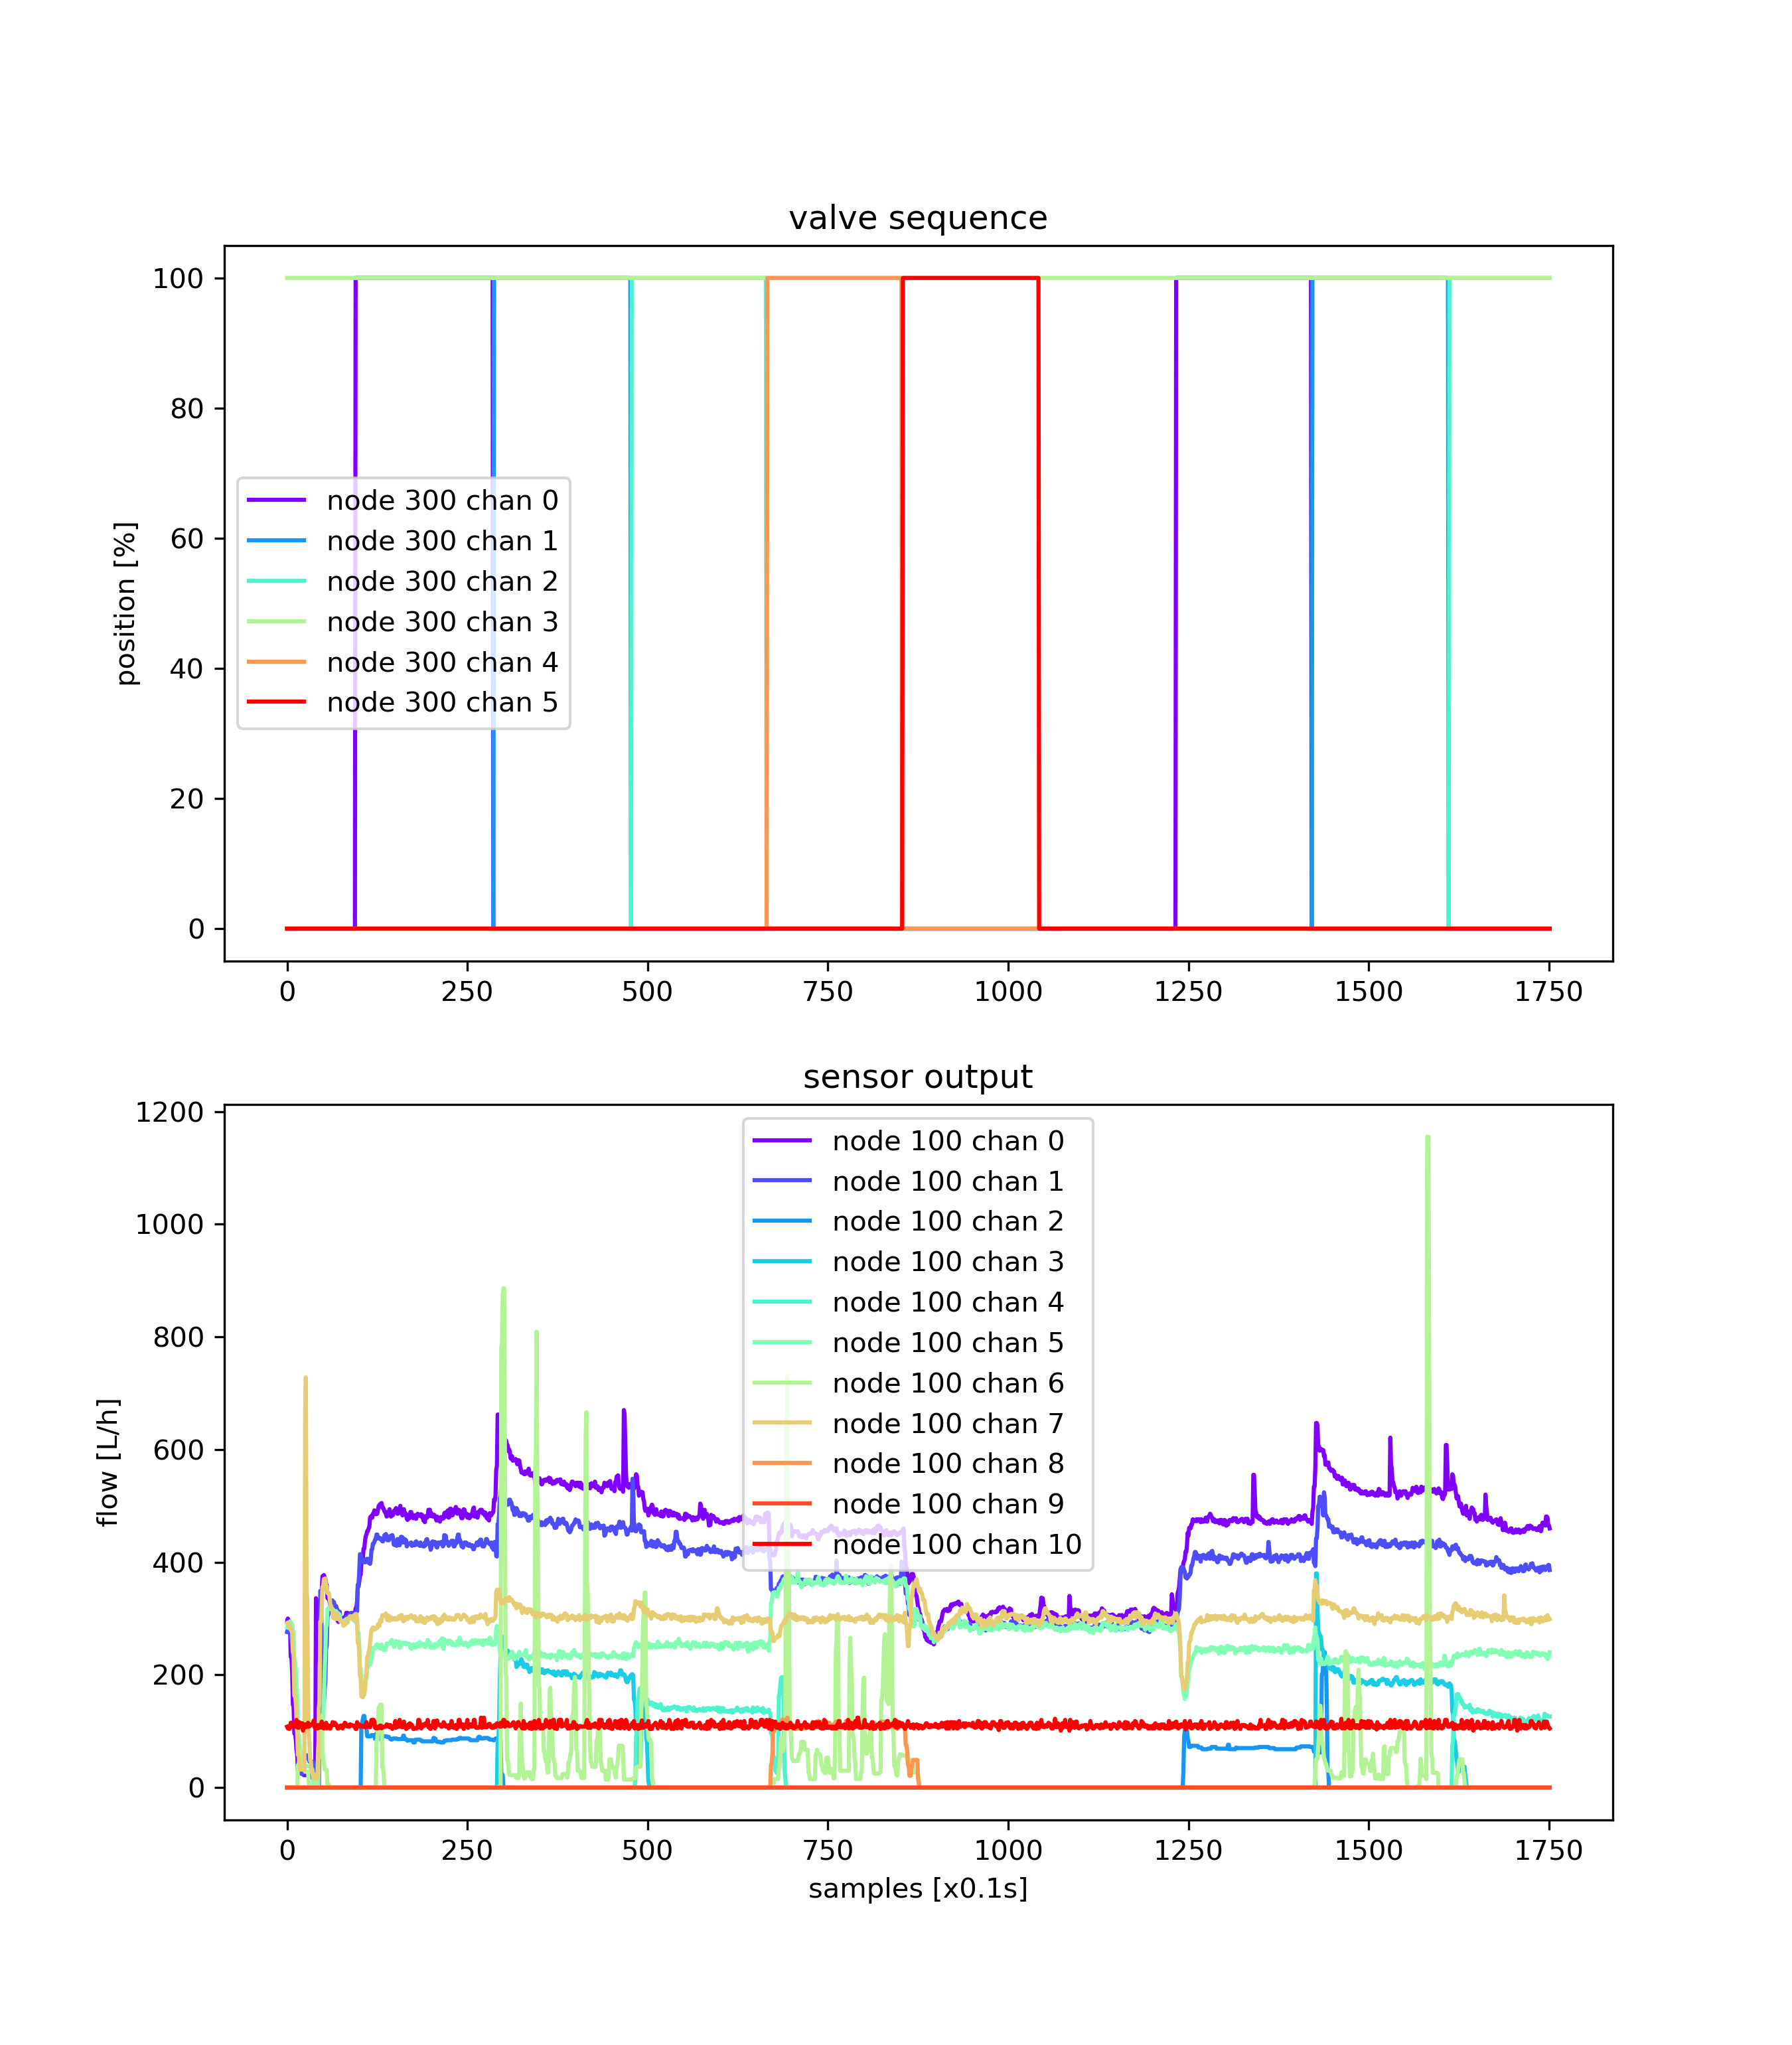 valve sequence
100
80
60
40
20
0
position [%]
node 300 chan 0
node 300 chan 1
node 300 chan 2
node 300 chan 3
node 300 chan 4
node 300 chan 5
0 250 500 750 1000 1250 1500 1750
sensor output
1200
1000
800
600
400
200
0
flow [L/h]
node 100 chan 0
node 100 chan 1
node 100 chan 2
node 100 chan 3
node 100 chan 4
node 100 chan 5
node 100 chan 6
node 100 chan 7
node 100 chan 8
node 100 chan 9
node 100 chan 10
0 250 500 750 1000 1250 1500 1750
samples [x0.1s]